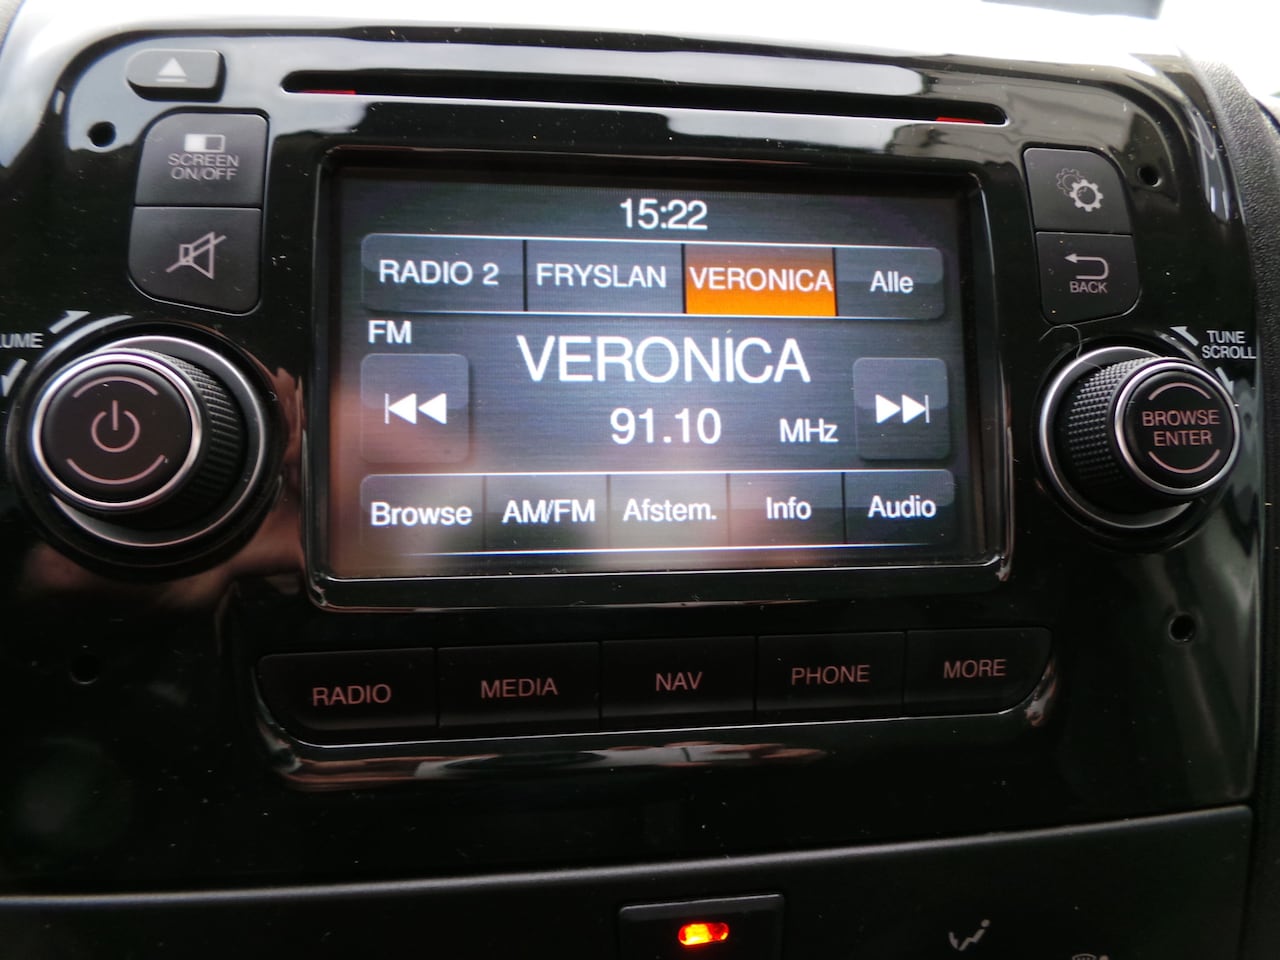 SCREEN
ON/OFF
15:22
RADIO 2 FRYSLAN VERONICA Alle
BACK
FM
VERONICA
91.10 MHz
TUNE
SCROLL
BROWSE
ENTER
Browse AM/FM Afstem. Info Audio
RADIO MEDIA NAV PHONE MORE